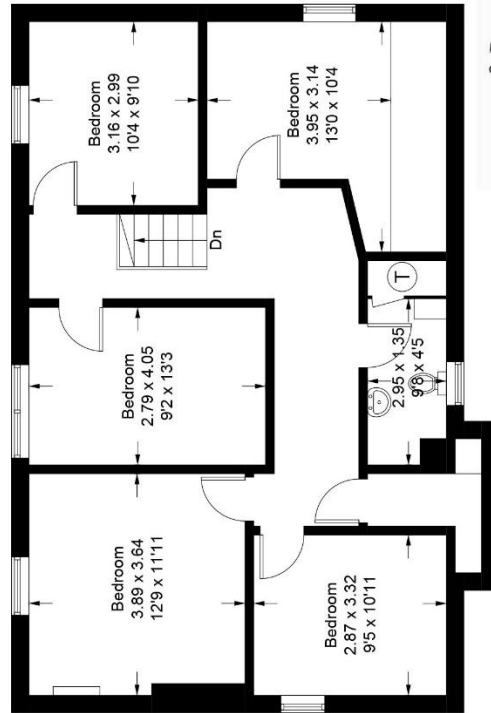 Bedroom
3.16 x 2.99
10'4 x 9'10
Bedroom
3.95 x 3.14
13'0 x 10'4
Dn
Bedroom
2.79 x 4.05
9'2 x 13'3
T
2.95 x 1.35
9'8 x 4'5
Bedroom
3.89 x 3.64
12'9 x 11'11
Bedroom
2.87 x 3.32
9'5 x 10'11